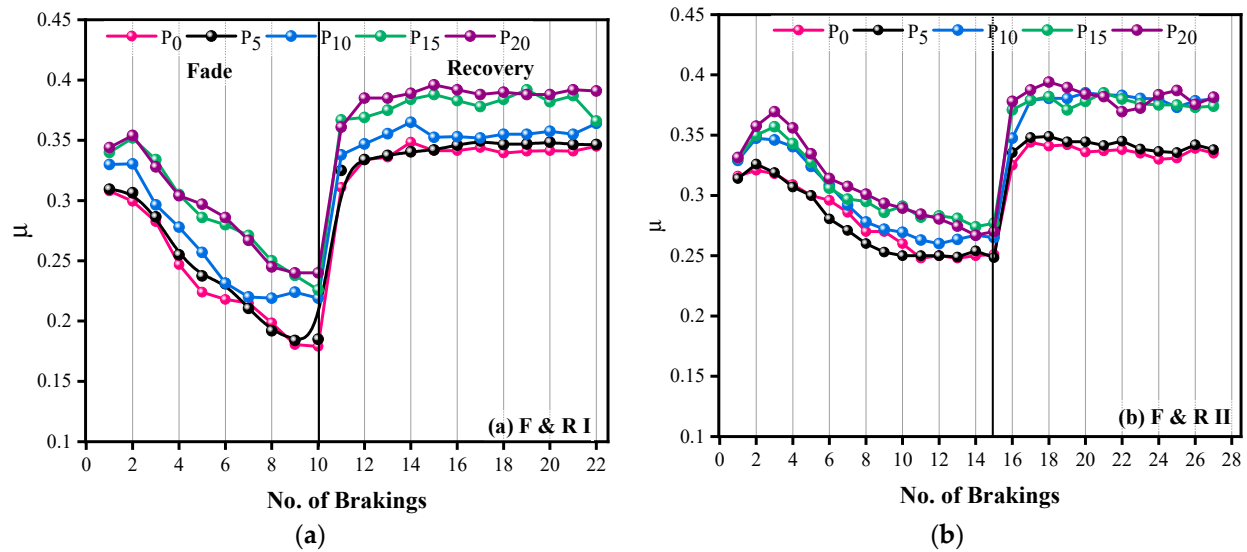 P0 P5 P10 P15 P20
Fade Recovery
0.45
0.4
0.35
0.3
0.25
0.2
0.15
0.1
μ
(a) F & R I
0 2 4 6 8 10 12 14 16 18 20 22
No. of Brakings
(a)
P0 P5 P10 P15 P20
0.45
0.4
0.35
0.3
0.25
0.2
0.15
0.1
μ
(b) F & R II
0 2 4 6 8 10 12 14 16 18 20 22 24 26 28
No. of Brakings
(b)